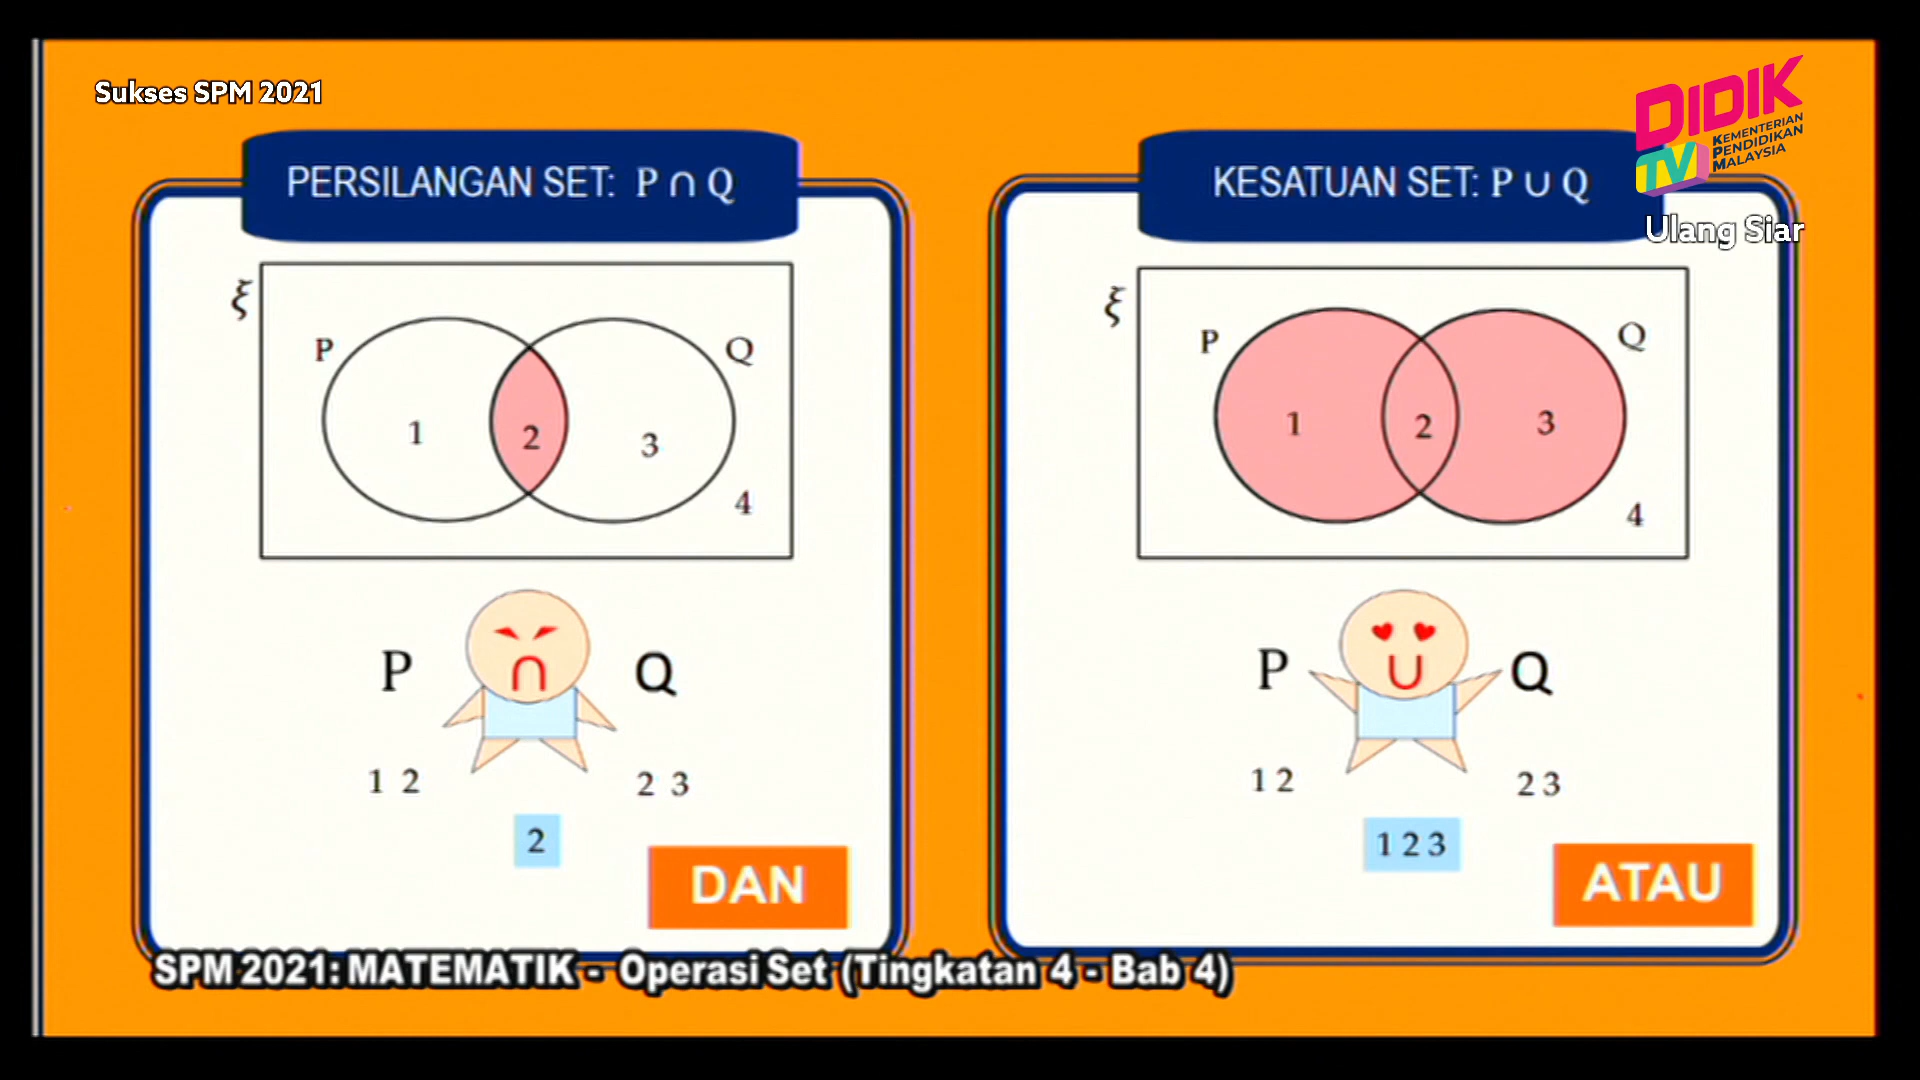 Sukses SPM 2021
DIDIK
TV
KEMENTERIAN
PENDIDIKAN
MALAYSIA
Ulang Siar
PERSILANGAN SET: P ∩ Q
ξ
P
Q
1
2
3
4
P
∩
Q
1 2
2 3
2
DAN
KESATUAN SET: P ∪ Q
ξ
P
Q
1
2
3
4
P
∪
Q
1 2
2 3
1 2 3
ATAU
SPM 2021: MATEMATIK - Operasi Set (Tingkatan 4 - Bab 4)